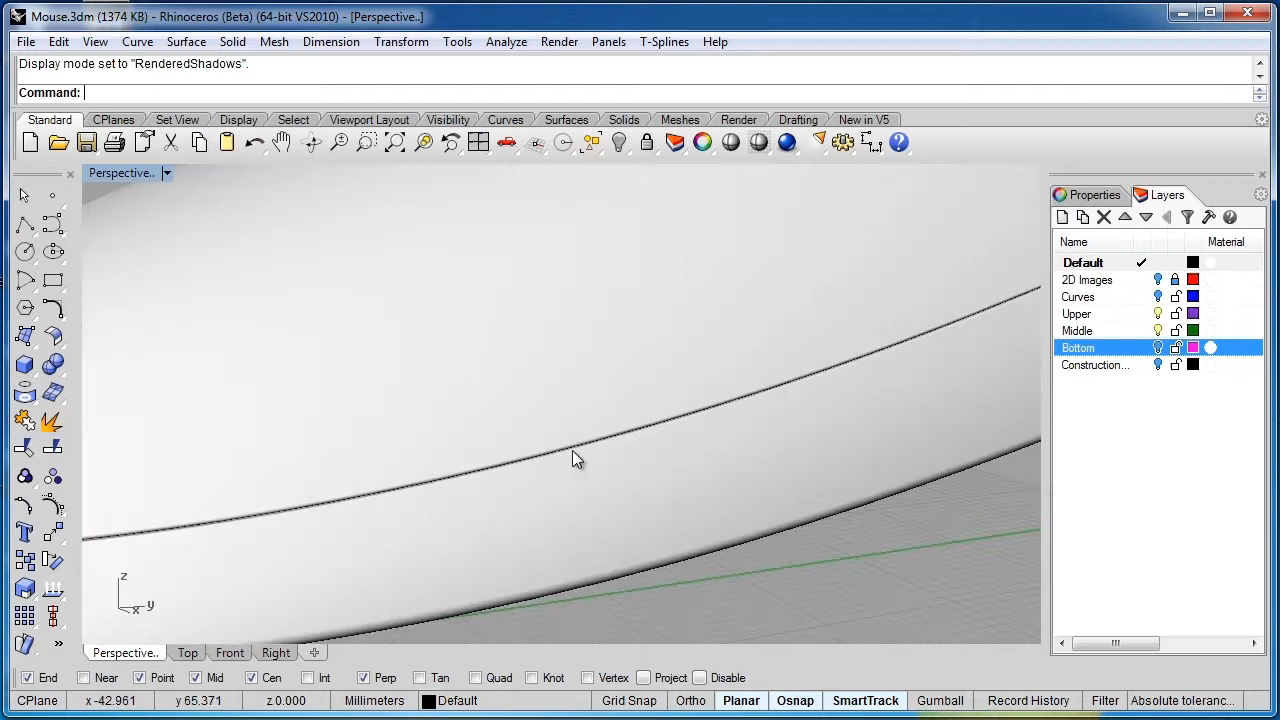 Mouse.3dm (1374 KB) - Rhinoceros (Beta) (64-bit VS2010) - [Perspective..]
File Edit View Curve Surface Solid Mesh Dimension Transform Tools Analyze Render Panels T-Splines Help
Display mode set to "RenderedShadows".
Command:
Standard CPlanes Set View Display Select Viewport Layout Visibility Curves Surfaces Solids Meshes Render Drafting New in V5
Perspective..
Properties Layers
Name Material
Default
2D Images
Curves
Upper
Middle
Bottom
Construction...
z
x y
Perspective.. Top Front Right
End Near Point Mid Cen Int Perp Tan Quad Knot Vertex Project Disable
CPlane x -42.961 y 65.371 z 0.000 Millimeters Default Grid Snap Ortho Planar Osnap SmartTrack Gumball Record History Filter Absolute toleranc...